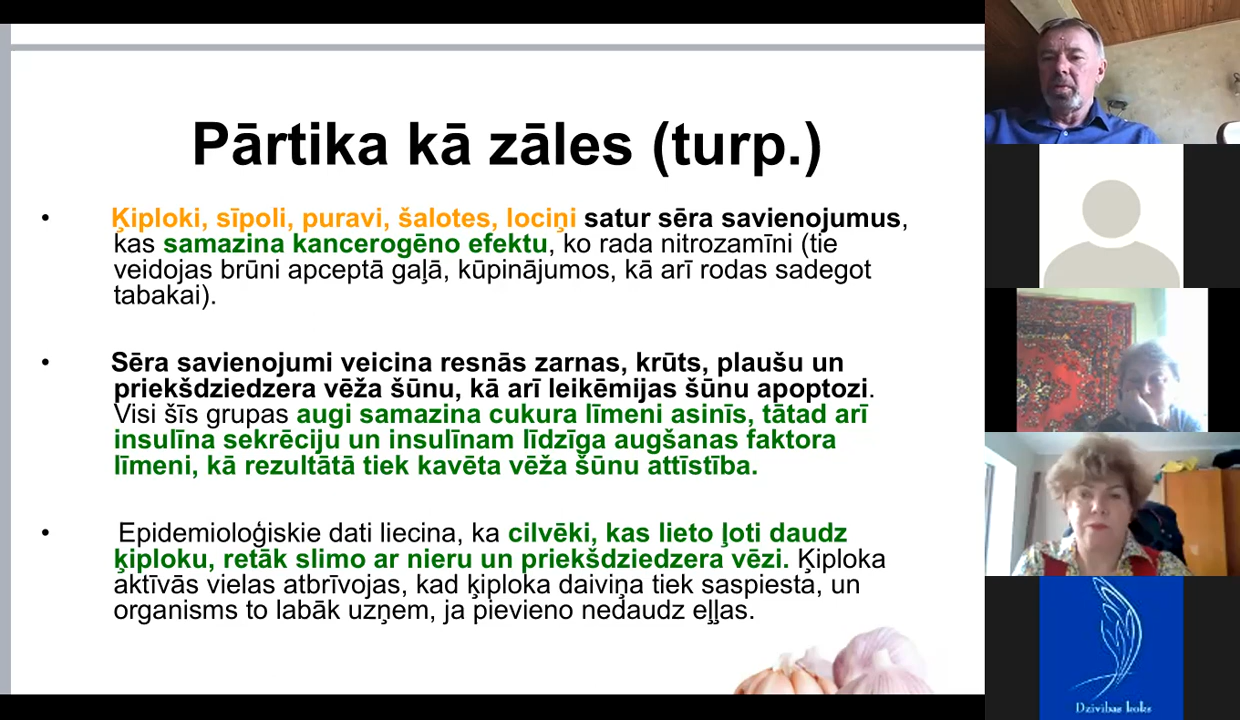 Pārtika kā zāles (turp.)
• Ķiploki, sīpoli, puravi, šalotes, lociņi satur sēra savienojumus,
kas samazina kancerogēno efektu, ko rada nitrozamīni (tie
veidojas brūni apceptā gaļā, kūpinājumos, kā arī rodas sadegot
tabakai).
• Sēra savienojumi veicina resnās zarnas, krūts, plaušu un
priekšdziedzera vēža šūnu, kā arī leikēmijas šūnu apoptozi.
Visi šīs grupas augi samazina cukura līmeni asinīs, tātad arī
insulīna sekrēciju un insulīnam līdzīga augšanas faktora
līmeni, kā rezultātā tiek kavēta vēža šūnu attīstība.
• Epidemioloģiskie dati liecina, ka cilvēki, kas lieto ļoti daudz
ķiploku, retāk slimo ar nieru un priekšdziedzera vēzi. Ķiploka
aktīvās vielas atbrīvojas, kad ķiploka daiviņa tiek saspiesta, un
organisms to labāk uzņem, ja pievieno nedaudz eļļas.
Dzīvības koks